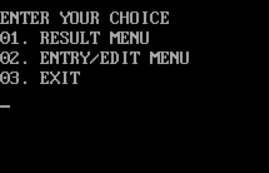 ENTER YOUR CHOICE
01. RESULT MENU
02. ENTRY/EDIT MENU
03. EXIT